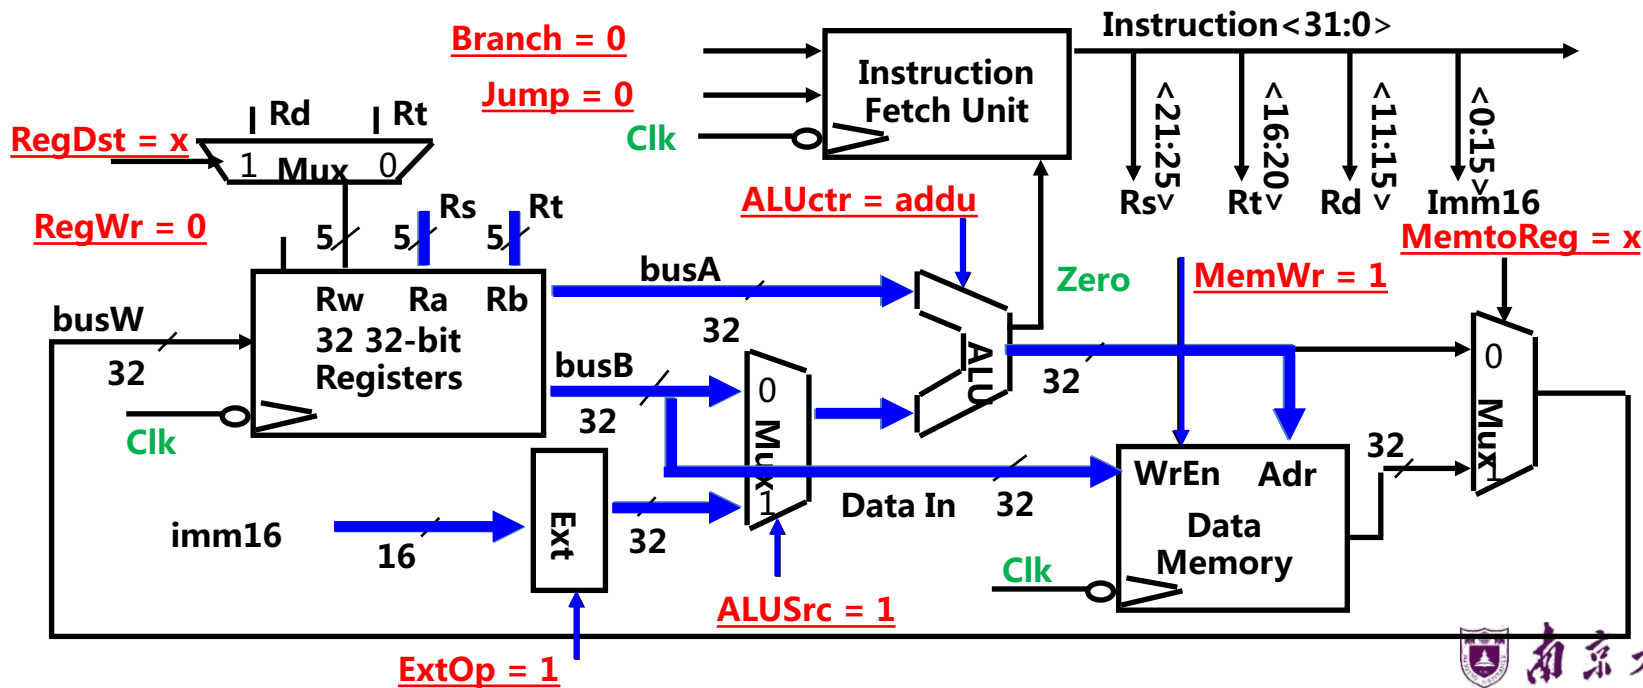 Branch = 0
Instruction<31:0>
Jump = 0
Instruction
Fetch Unit
Clk
Rd
Rt
RegDst = x
1
Mux
0
<21:25>
<16:20>
<11:15>
<0:15>
Rs
Rt
Rd
Imm16
RegWr = 0
5
5
Rs
5
Rt
ALUctr = addu
MemtoReg = x
busA
32
Zero
MemWr = 1
Rw
Ra
Rb
32 32-bit
Registers
busW
32
Clk
busB
32
0
Mux
1
ALU
32
0
Mux
1
32
WrEn
Adr
Data
Memory
Clk
Data In
32
imm16
16
Ext
32
ALUSrc = 1
ExtOp = 1
南京